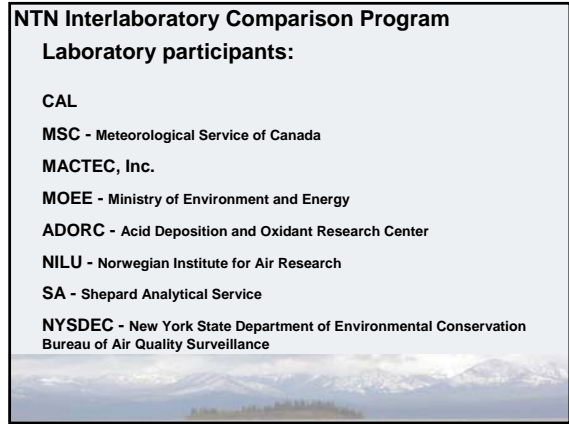 NTN Interlaboratory Comparison Program
Laboratory participants:
CAL
MSC - Meteorological Service of Canada
MACTEC, Inc.
MOEE - Ministry of Environment and Energy
ADORC - Acid Deposition and Oxidant Research Center
NILU - Norwegian Institute for Air Research
SA - Shepard Analytical Service
NYSDEC - New York State Department of Environmental Conservation
Bureau of Air Quality Surveillance